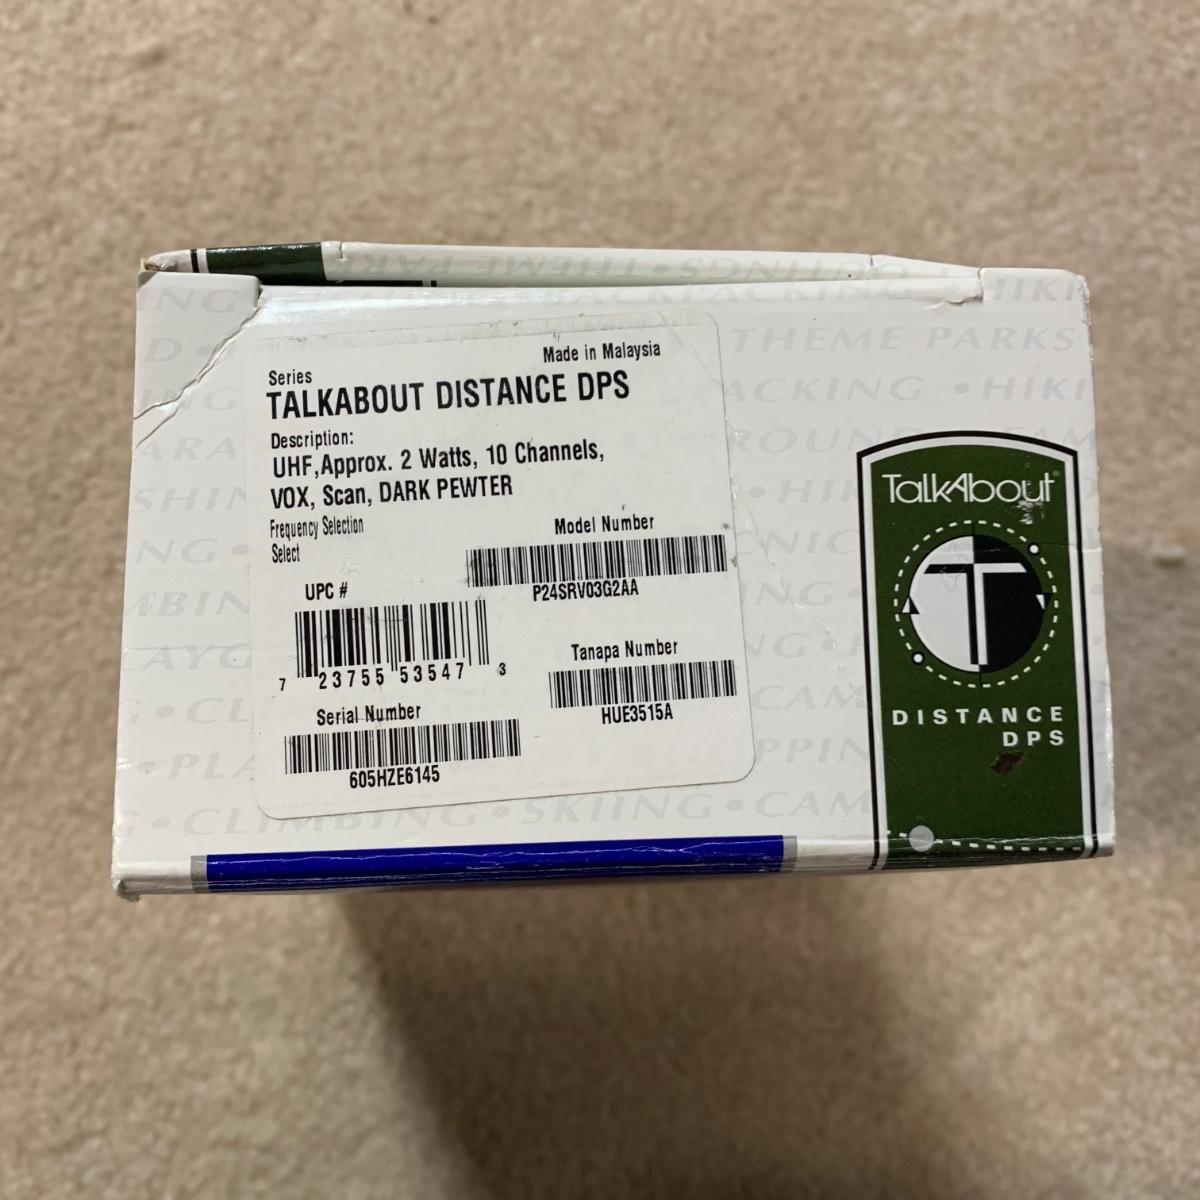 THEME PARKS
Made in Malaysia
Series
TALKABOUT DISTANCE DPS
Description:
UHF,Approx. 2 Watts, 10 Channels,
VOX, Scan, DARK PEWTER
Frequency Selection
Select
Model Number
P24SRV03G2AA
UPC #
7 23755 53547 3
Tanapa Number
HUE3515A
Serial Number
605HZE6145
TalkAbout
T
DISTANCE
DPS
CLIMBING • SKIING • CAM